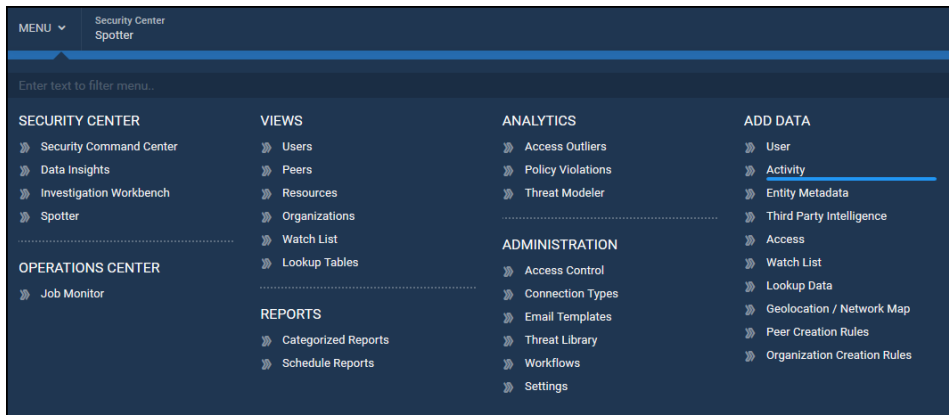 MENU
Security Center
Spotter
Enter text to filter menu..
SECURITY CENTER
Security Command Center
Data Insights
Investigation Workbench
Spotter
OPERATIONS CENTER
Job Monitor
VIEWS
Users
Peers
Resources
Organizations
Watch List
Lookup Tables
REPORTS
Categorized Reports
Schedule Reports
ANALYTICS
Access Outliers
Policy Violations
Threat Modeler
ADMINISTRATION
Access Control
Connection Types
Email Templates
Threat Library
Workflows
Settings
ADD DATA
User
Activity
Entity Metadata
Third Party Intelligence
Access
Watch List
Lookup Data
Geolocation / Network Map
Peer Creation Rules
Organization Creation Rules